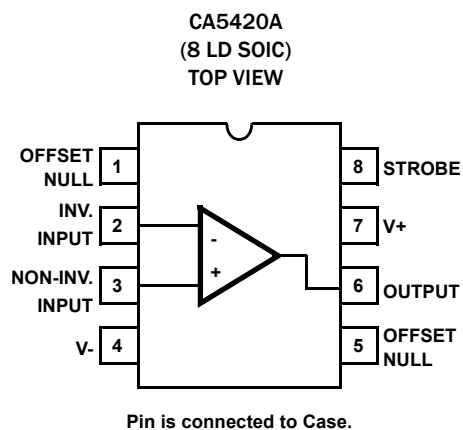 CA5420A
(8 LD SOIC)
TOP VIEW
OFFSET
NULL
1
8
STROBE
INV.
INPUT
2
7
V+
-
NON-INV.
INPUT
3
+
6
OUTPUT
V-
4
5
OFFSET
NULL
Pin is connected to Case.